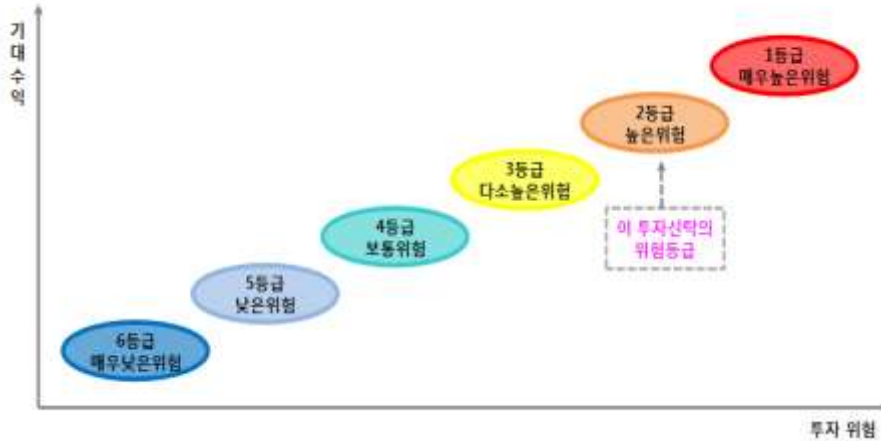 기
대
수
익
1등급
매우높은위험
2등급
높은위험
3등급
다소높은위험
이 투자신탁의
위험등급
4등급
보통위험
5등급
낮은위험
6등급
매우낮은위험
투자 위험